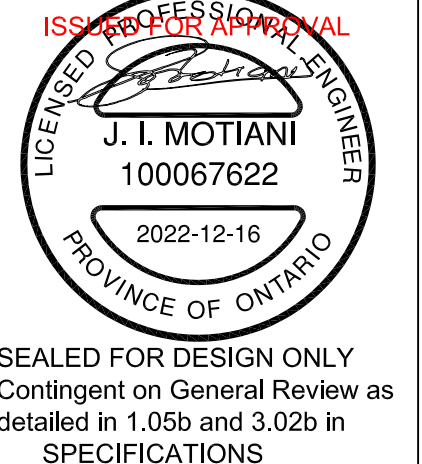 ISSUED FOR APPROVAL
LICENSED PROFESSIONAL ENGINEER
J. I. MOTIANI
100067622
2022-12-16
PROVINCE OF ONTARIO
SEALED FOR DESIGN ONLY
Contingent on General Review as
detailed in 1.05b and 3.02b in
SPECIFICATIONS